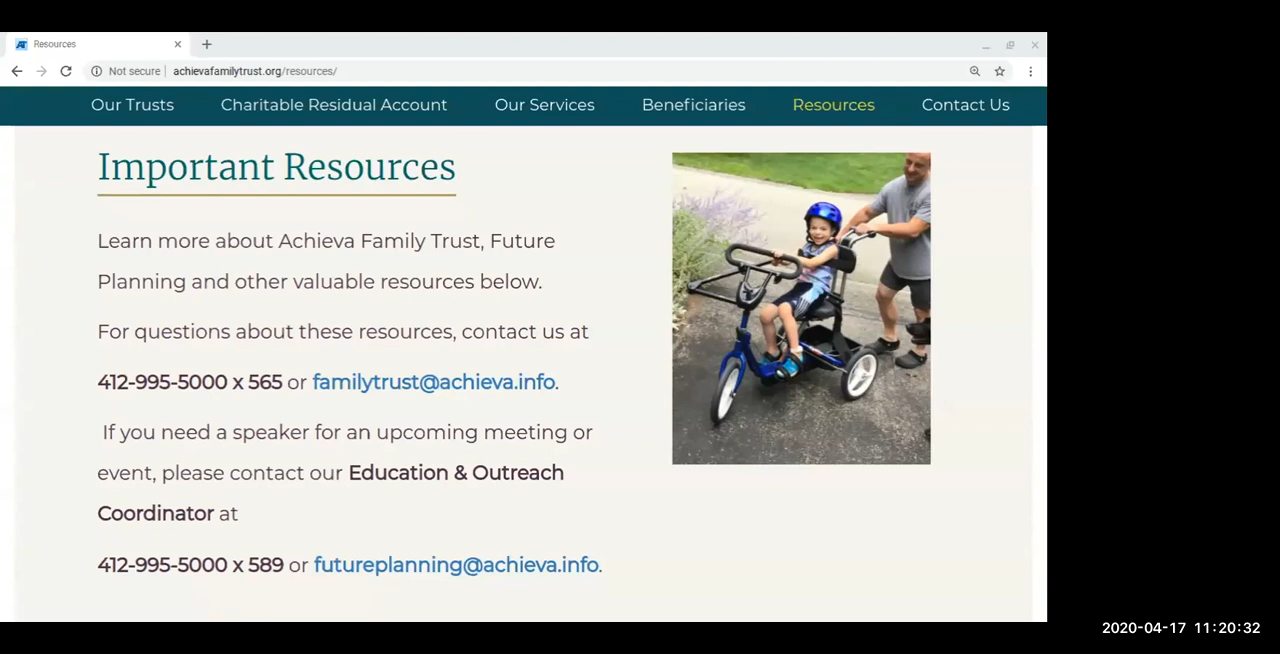 Resources
Not secure
achievafamilytrust.org/resources/
Our Trusts Charitable Residual Account Our Services Beneficiaries Resources Contact Us
Important Resources
Learn more about Achieva Family Trust, Future
Planning and other valuable resources below.
For questions about these resources, contact us at
412-995-5000 x 565 or familytrust@achieva.info.
If you need a speaker for an upcoming meeting or
event, please contact our Education & Outreach
Coordinator at
412-995-5000 x 589 or futureplanning@achieva.info.
2020-04-17 11:20:32